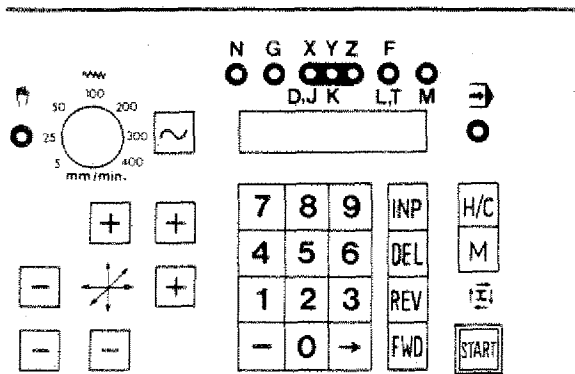 N G X Y Z F
D,J K L,T M
50 100 200
25 300
5 400
mm/min.
+ +
- +
- -
7 8 9 INP H/C
4 5 6 DEL M
1 2 3 REV
- 0 → FWD START